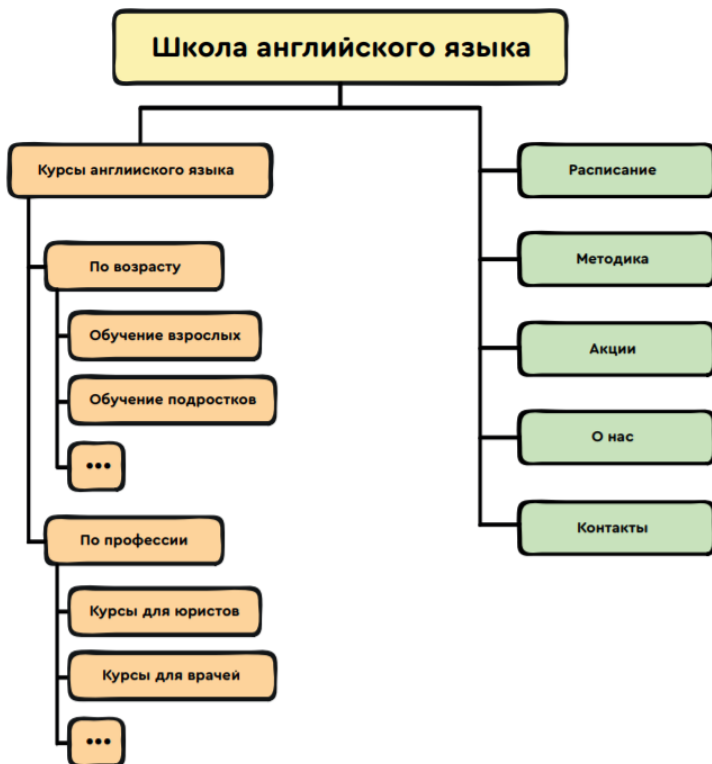 Школа английского языка
Курсы англииского языка
По возрасту
Обучение взрослых
Обучение подростков
•••
По профессии
Курсы для юристов
Курсы для врачей
•••
Расписание
Методика
Акции
О нас
Контакты